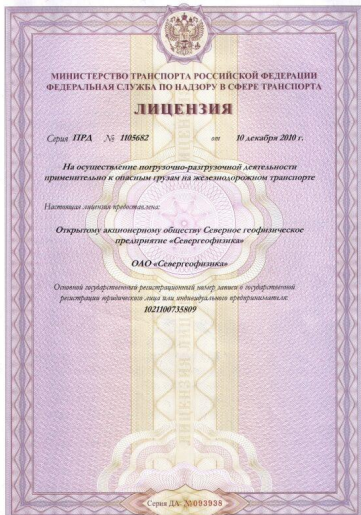 МИНИСТЕРСТВО ТРАНСПОРТА РОССИЙСКОЙ ФЕДЕРАЦИИ
ФЕДЕРАЛЬНАЯ СЛУЖБА ПО НАДЗОРУ В СФЕРЕ ТРАНСПОРТА
ЛИЦЕНЗИЯ
Серия ПРД № 1105682 от 10 декабря 2010 г.
На осуществление погрузочно-разгрузочной деятельности
применительно к опасным грузам на железнодорожном транспорте
Настоящая лицензия предоставлена:
Открытому акционерному обществу Северное геофизическое
предприятие «Севергеофизика»
ОАО «Севергеофизика»
Основной государственный регистрационный номер записи о государственной
регистрации юридического лица или индивидуального предпринимателя:
1021100735809
Серия ДА №093938